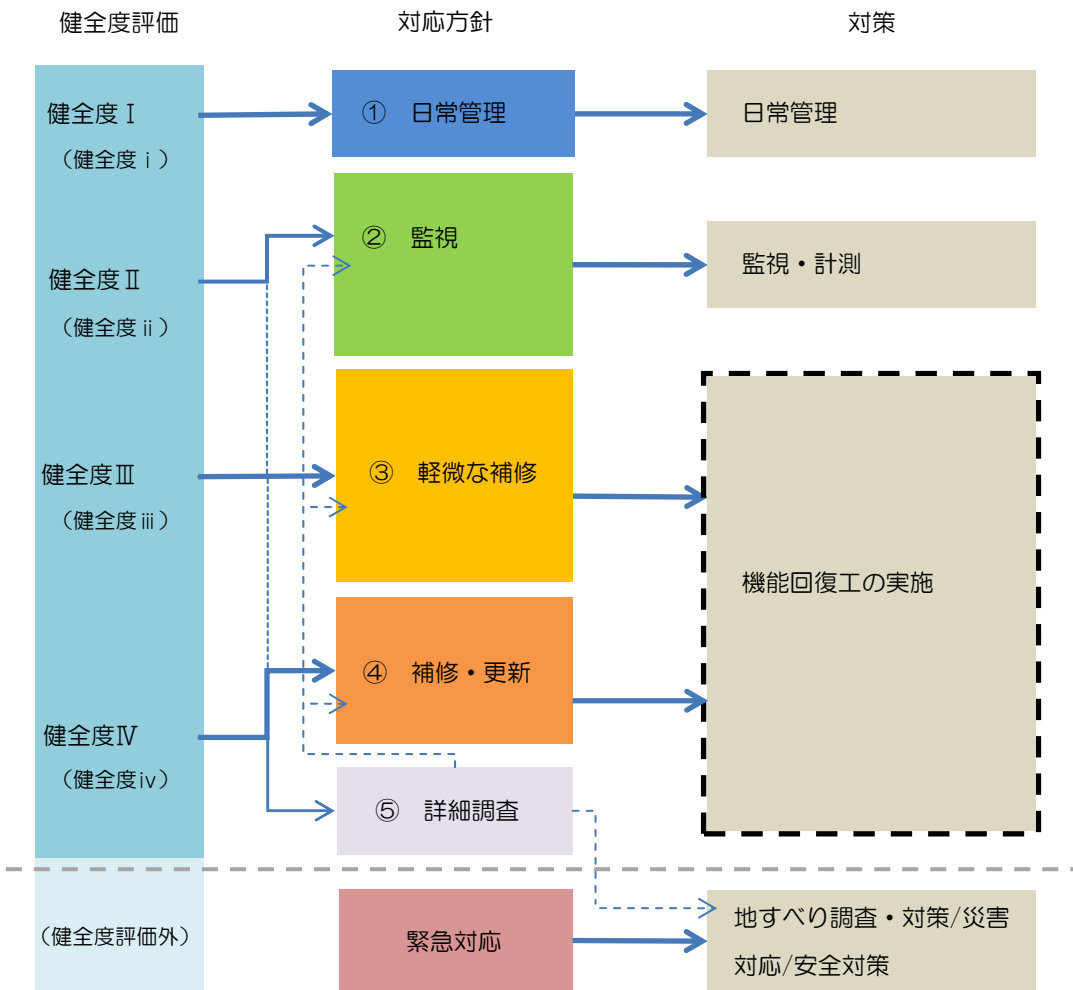 健全度評価
対応方針
対策
健全度Ⅰ
（健全度ⅰ）
① 日常管理
日常管理
健全度Ⅱ
（健全度ⅱ）
② 監視
監視・計測
健全度Ⅲ
（健全度ⅲ）
③ 軽微な補修
機能回復工の実施
健全度Ⅳ
（健全度ⅳ）
④ 補修・更新
⑤ 詳細調査
（健全度評価外）
緊急対応
地すべり調査・対策/災害
対応/安全対策